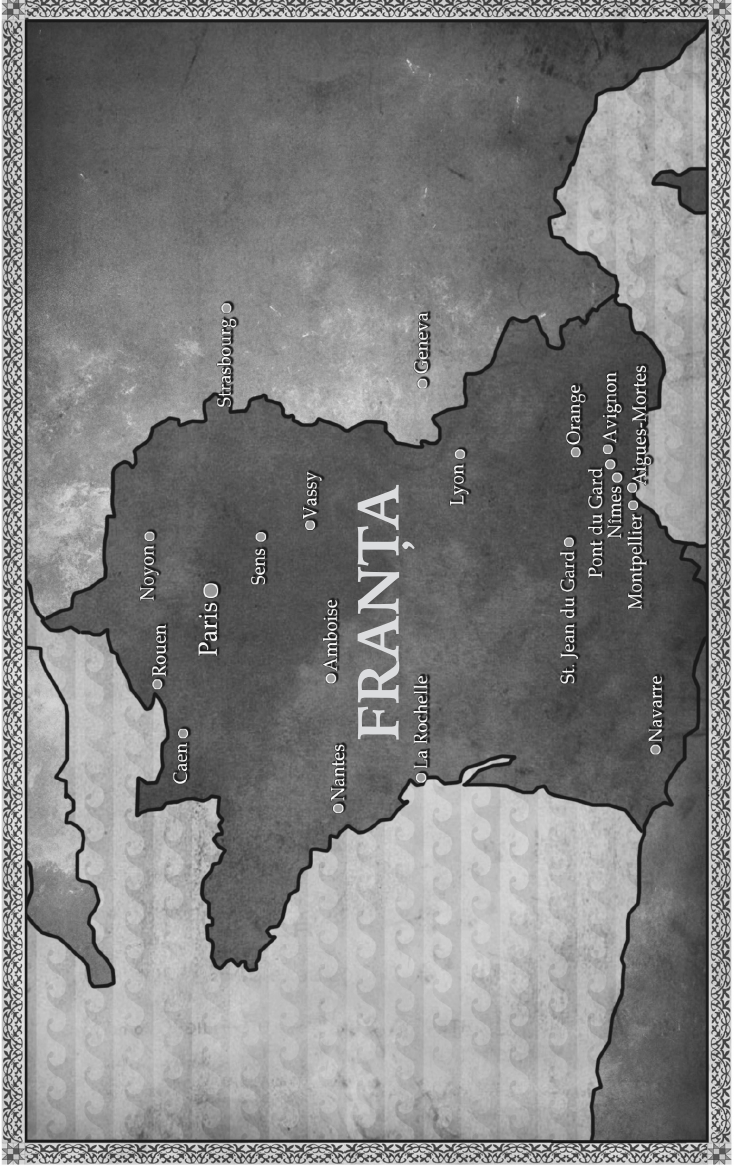 Noyon
Rouen
Caen
Paris
Strasbourg
Sens
Vassy
Amboise
Nantes
FRANȚA
La Rochelle
Geneva
Lyon
Orange
St. Jean du Gard
Avignon
Pont du Gard
Nîmes
Aigues-Mortes
Montpellier
Navarre